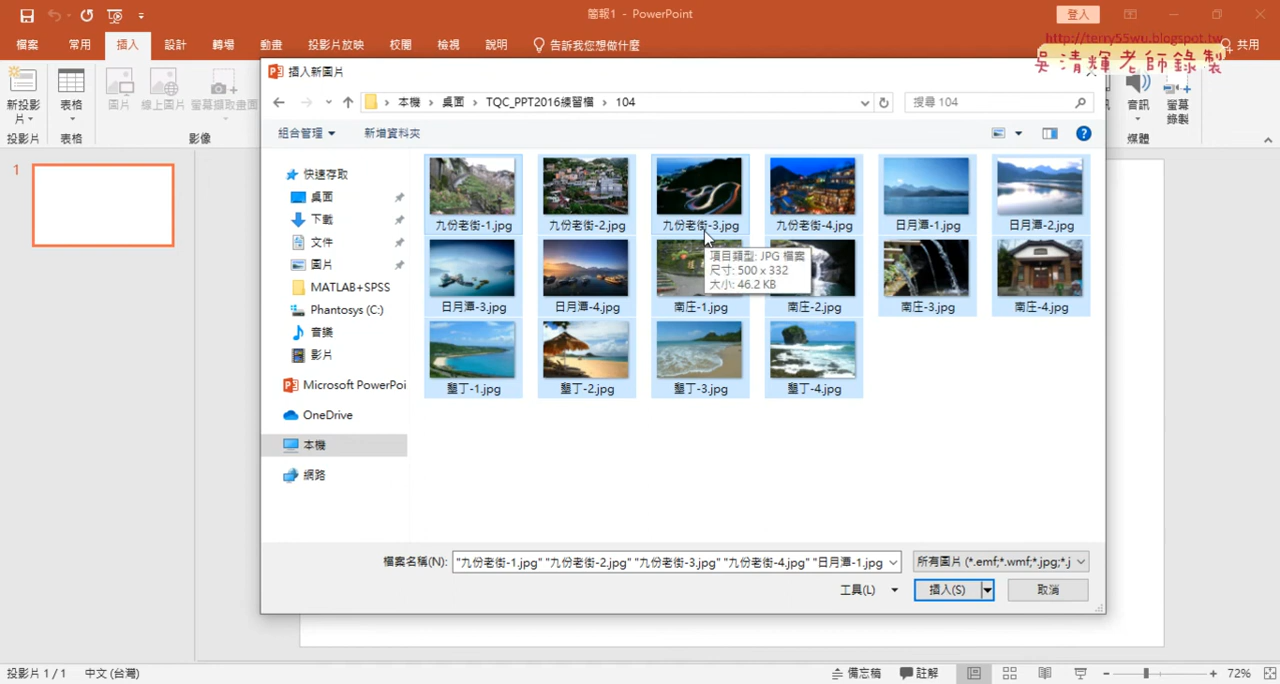 簡報1 - PowerPoint
登入
檔案 常用 插入 設計 轉場 動畫 投影片放映 校閱 檢視 說明 告訴我您想做什麼
共用
http://terry55wu.blogspot.tw
吳清輝老師錄製
新投影片 表格 圖片 線上圖片 螢幕擷取畫面 音訊 螢幕錄製
投影片 表格 影像 媒體
插入新圖片
本機 桌面 TQC_PPT2016練習檔 104
搜尋 104
組合管理 新增資料夾
快速存取
桌面
下載
文件
圖片
MATLAB+SPSS
Phantosys (C:)
音樂
影片
Microsoft PowerPoi
OneDrive
本機
網路
九份老街-1.jpg 九份老街-2.jpg 九份老街-3.jpg 九份老街-4.jpg 日月潭-1.jpg 日月潭-2.jpg
項目類型: JPG 檔案
尺寸: 500 x 332
大小: 46.2 KB
日月潭-3.jpg 日月潭-4.jpg 南庄-1.jpg 南庄-2.jpg 南庄-3.jpg 南庄-4.jpg
墾丁-1.jpg 墾丁-2.jpg 墾丁-3.jpg 墾丁-4.jpg
檔案名稱(N): "九份老街-1.jpg" "九份老街-2.jpg" "九份老街-3.jpg" "九份老街-4.jpg" "日月潭-1.jpg
所有圖片 (*.emf;*.wmf;*.jpg;*.j
工具(L) 插入(S) 取消
1
投影片 1 / 1 中文 (台灣) 備忘稿 註解 72%